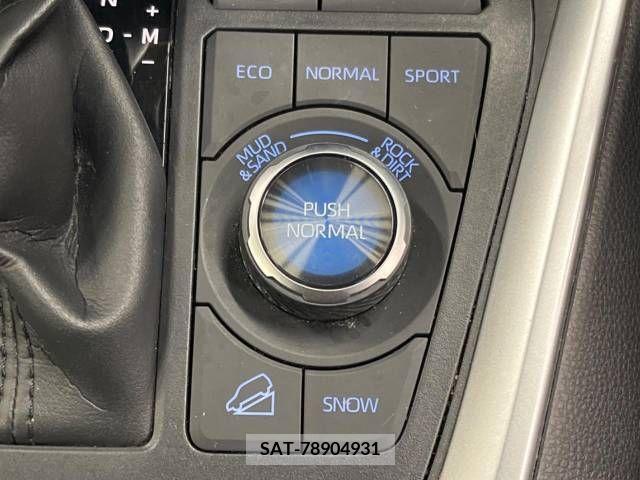 N
+
D-M
-
ECO
NORMAL
SPORT
MUD
&SAND
ROCK
&DIRT
PUSH
NORMAL
SNOW
SAT-78904931